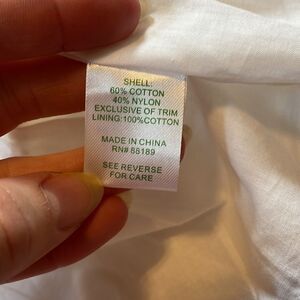 SHELL:
60% COTTON
40% NYLON
EXCLUSIVE OF TRIM
LINING:100%COTTON
MADE IN CHINA
RN# 86189
SEE REVERSE
FOR CARE